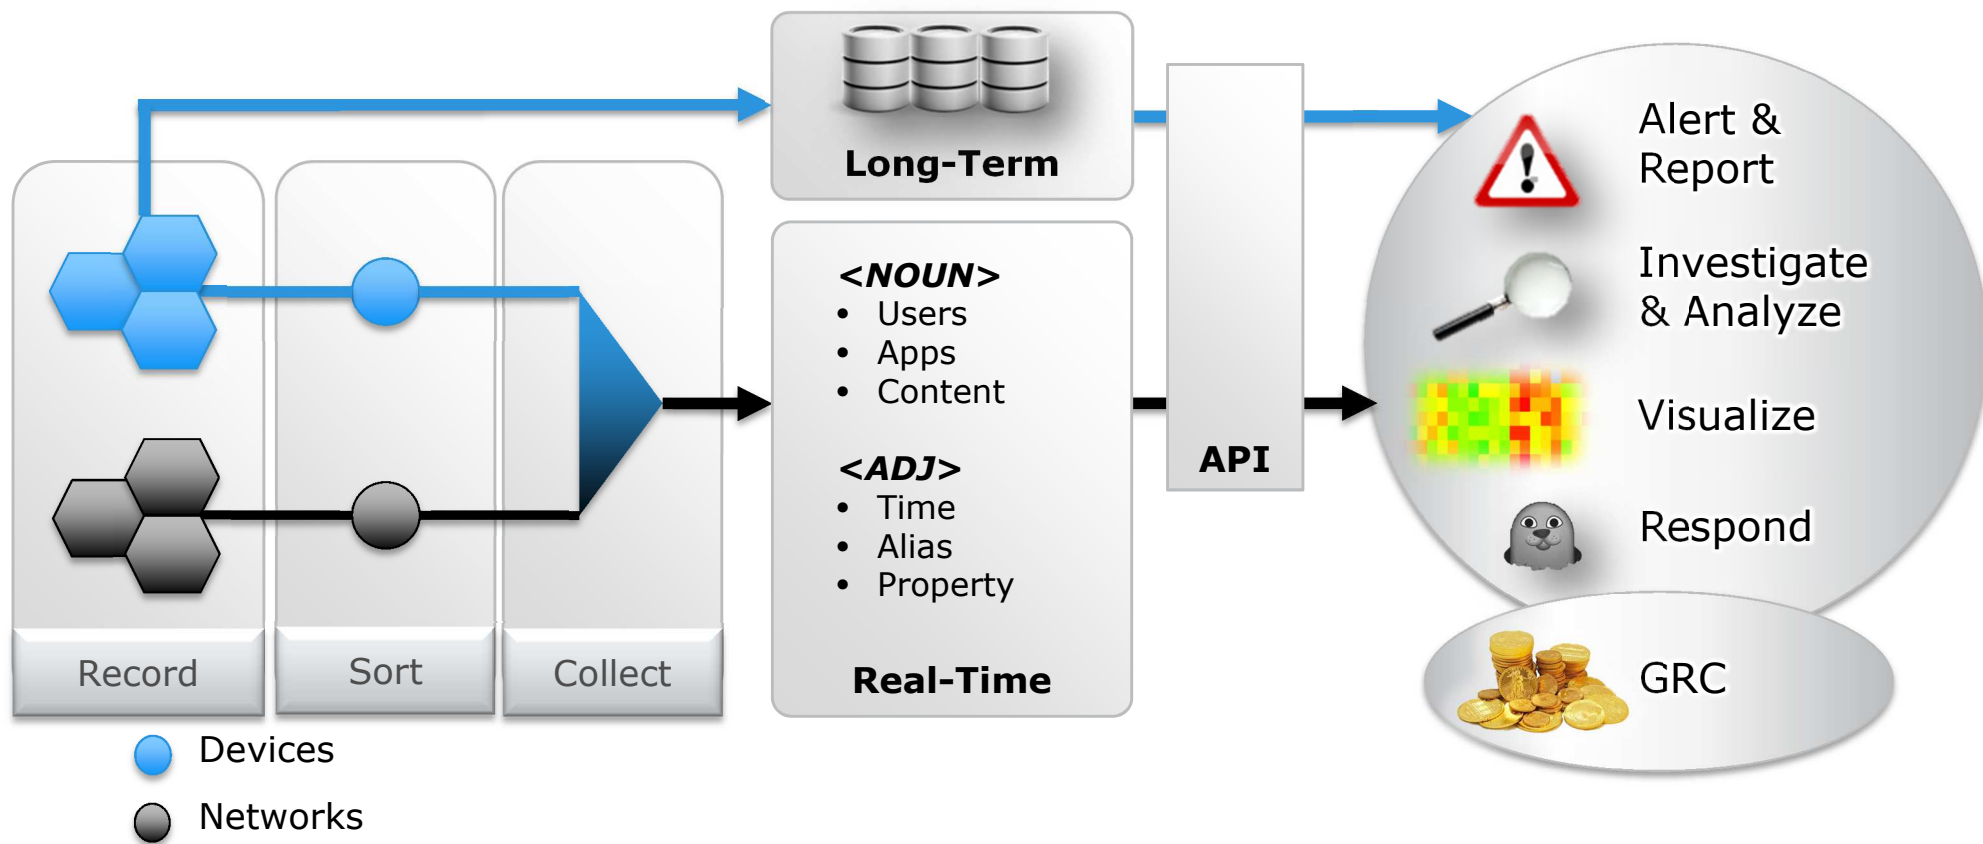 Long-Term
<NOUN>
• Users
• Apps
• Content
<ADJ>
• Time
• Alias
• Property
Real-Time
API
Alert &
Report
Investigate
& Analyze
Visualize
Respond
GRC
Record
Sort
Collect
Devices
Networks